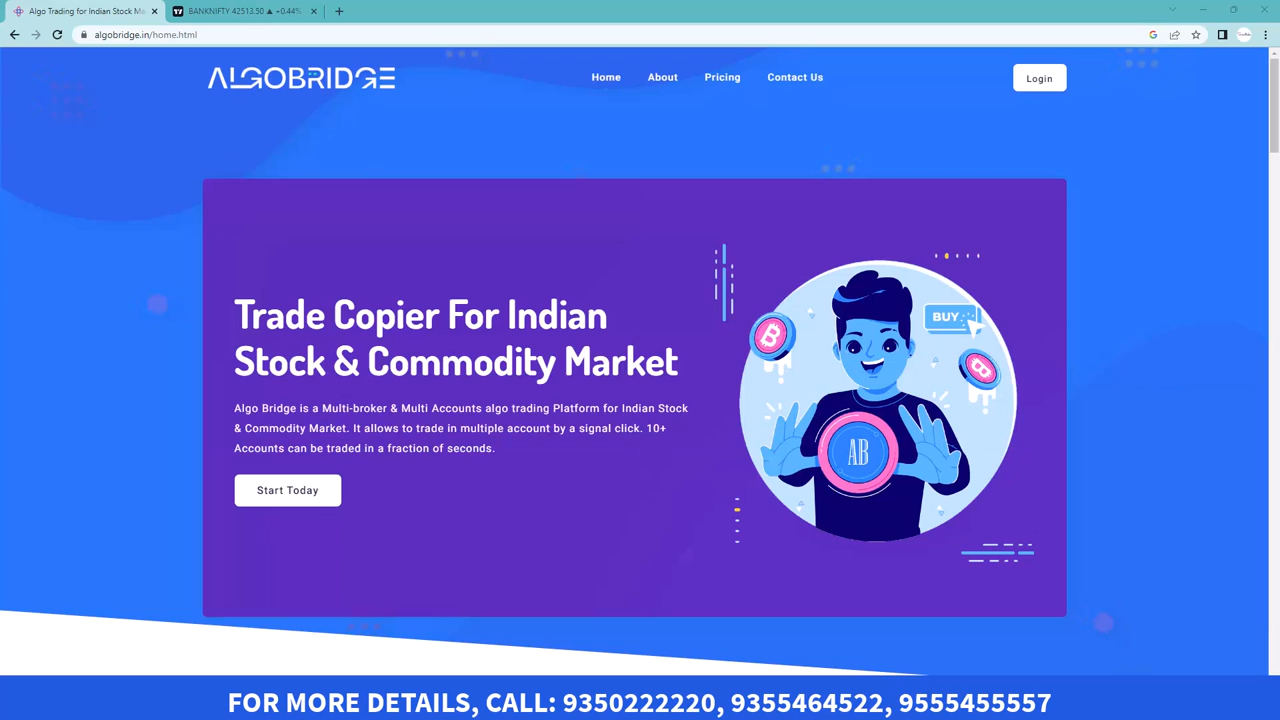 Algo Trading for Indian Stock Ma
BANKNIFTY 42513.50 ▲ +0.44%
algobridge.in/home.html
ALGOBRIDGE
Home About Pricing Contact Us
Login
Trade Copier For Indian
Stock & Commodity Market
Algo Bridge is a Multi-broker & Multi Accounts algo trading Platform for Indian Stock
& Commodity Market. It allows to trade in multiple account by a signal click. 10+
Accounts can be traded in a fraction of seconds.
Start Today
BUY
AB
FOR MORE DETAILS, CALL: 9350222220, 9355464522, 9555455557